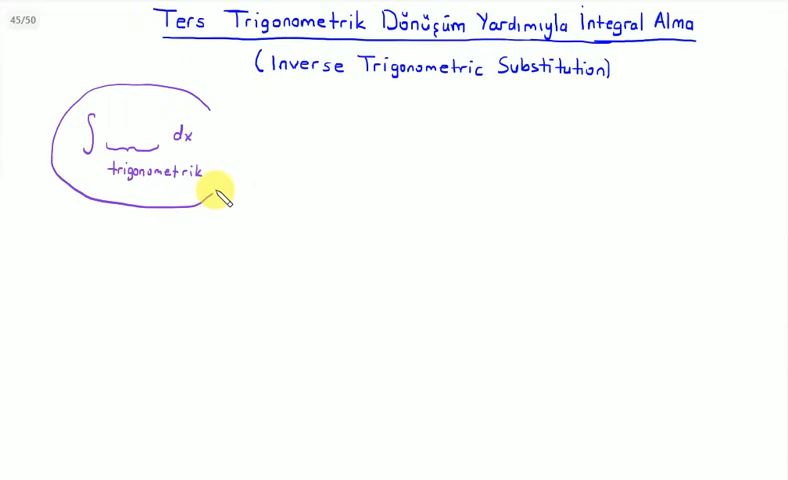 45/50
Ters Trigonometrik Dönüşüm Yardımıyla İntegral Alma
(Inverse Trigonometric Substitution)
∫ dx
trigonometrik